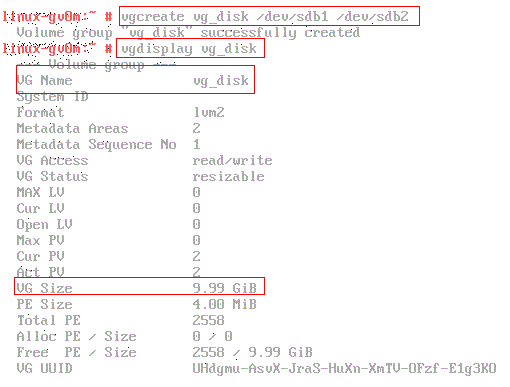 linux-gv0m:~ # vgcreate vg_disk /dev/sdb1 /dev/sdb2
Volume group "vg_disk" successfully created
linux-gv0m:~ # vgdisplay vg_disk
--- Volume group ---
VG Name vg_disk
System ID
Format lvm2
Metadata Areas 2
Metadata Sequence No 1
VG Access read/write
VG Status resizable
MAX LV 0
Cur LV 0
Open LV 0
Max PV 0
Cur PV 2
Act PV 2
VG Size 9.99 GiB
PE Size 4.00 MiB
Total PE 2558
Alloc PE / Size 0 / 0
Free PE / Size 2558 / 9.99 GiB
VG UUID UHdgmu-AsvX-JraS-HuXn-XmTV-OFzf-E1g3KO